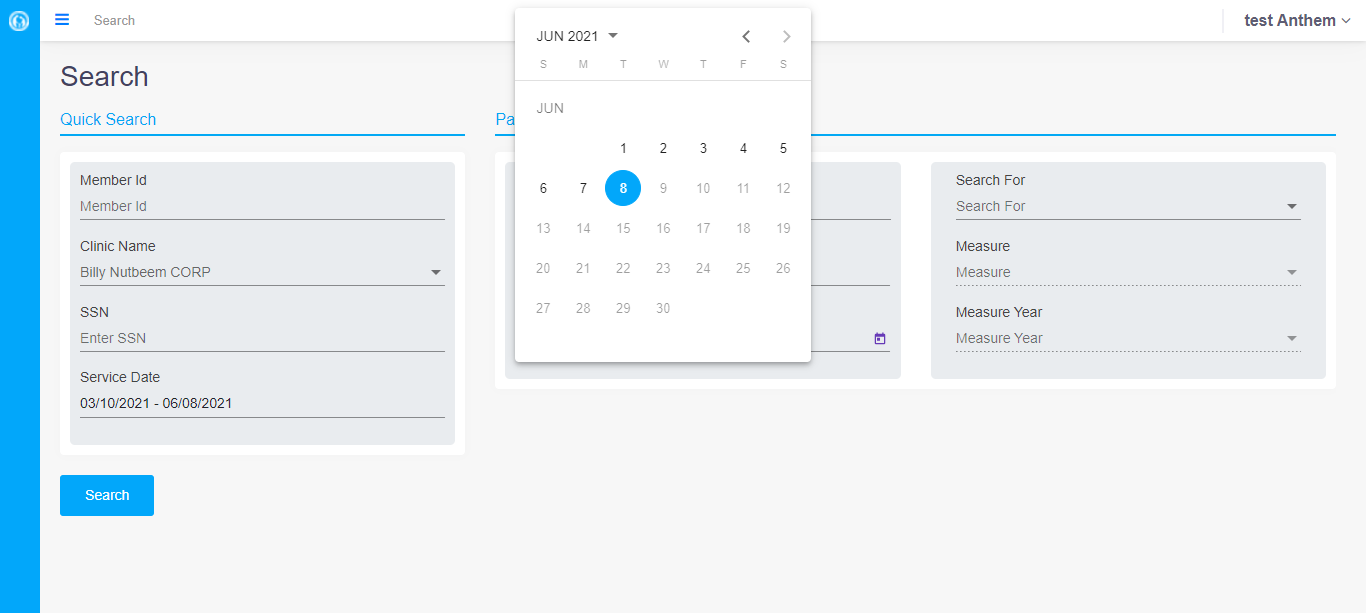 Search
test Anthem
Search
Quick Search
Member Id
Member Id
Clinic Name
Billy Nutbeem CORP
SSN
Enter SSN
Service Date
03/10/2021 - 06/08/2021
Search
Pa
JUN 2021
S M T W T F S
JUN
1 2 3 4 5
6 7 8 9 10 11 12
13 14 15 16 17 18 19
20 21 22 23 24 25 26
27 28 29 30
Search For
Search For
Measure
Measure
Measure Year
Measure Year